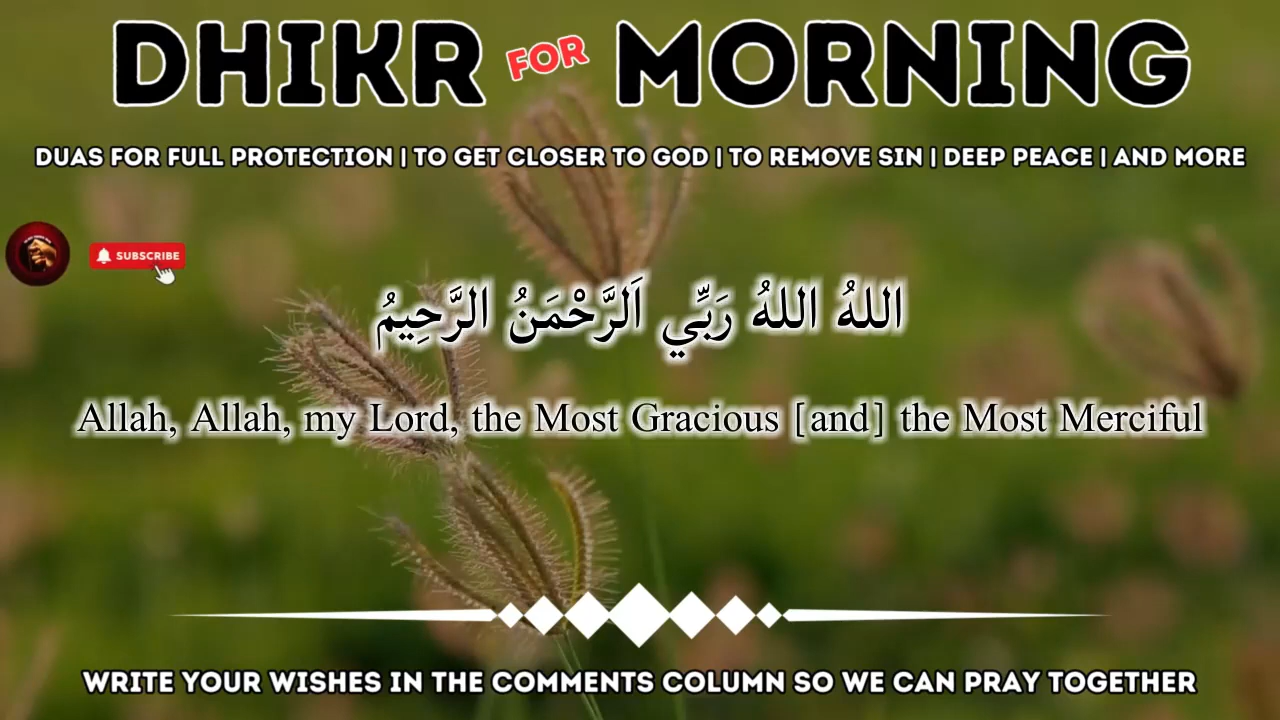 DHIKR FOR MORNING
DUAS FOR FULL PROTECTION | TO GET CLOSER TO GOD | TO REMOVE SIN | DEEP PEACE | AND MORE
SUBSCRIBE
اللهُ اللهُ رَبِّي اَلرَّحْمَنُ الرَّحِيمُ
Allah, Allah, my Lord, the Most Gracious [and] the Most Merciful
WRITE YOUR WISHES IN THE COMMENTS COLUMN SO WE CAN PRAY TOGETHER